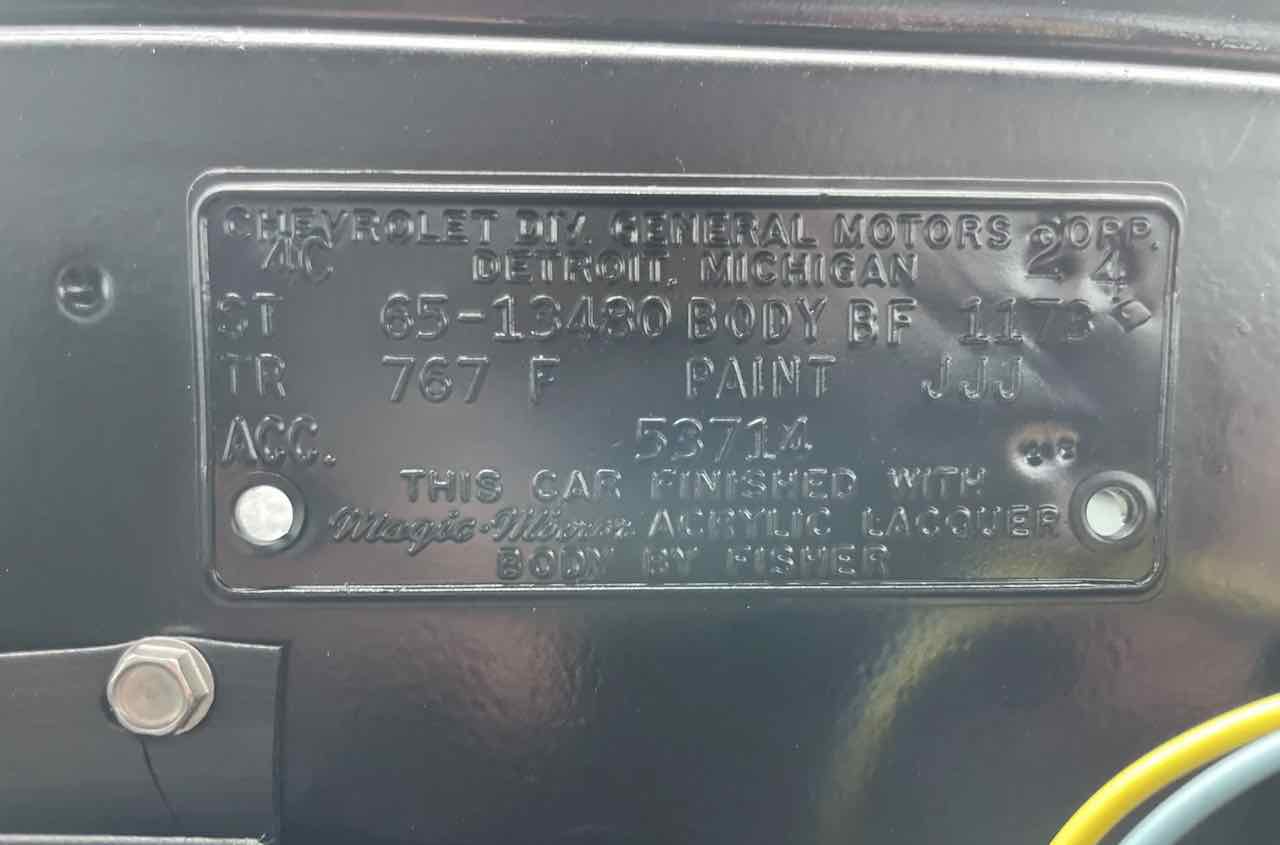 CHEVROLET DIV. GENERAL MOTORS CORP.
4C DETROIT, MICHIGAN 24
ST 65-13480 BODY BF 1173
TR 767 F PAINT JJJ
ACC. 53714
THIS CAR FINISHED WITH
Magic-Mirror ACRYLIC LACQUER
BODY BY FISHER